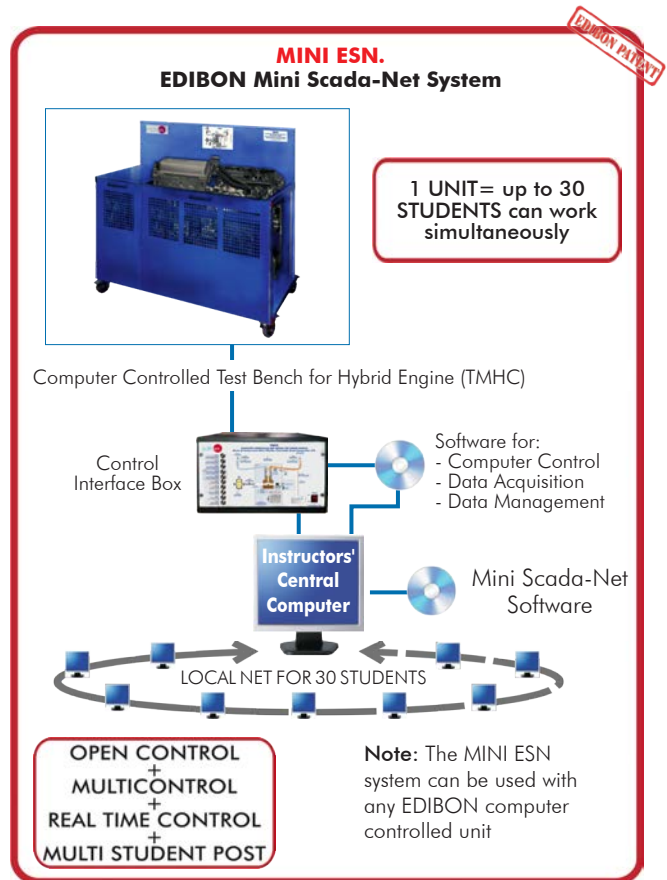 EDIBON PATENT
MINI ESN.
EDIBON Mini Scada-Net System
1 UNIT= up to 30
STUDENTS can work
simultaneously
Computer Controlled Test Bench for Hybrid Engine (TMHC)
Control
Interface Box
Software for:
- Computer Control
- Data Acquisition
- Data Management
Instructors'
Central
Computer
Mini Scada-Net
Software
LOCAL NET FOR 30 STUDENTS
OPEN CONTROL
+
MULTICONTROL
+
REAL TIME CONTROL
+
MULTI STUDENT POST
Note: The MINI ESN
system can be used with
any EDIBON computer
controlled unit